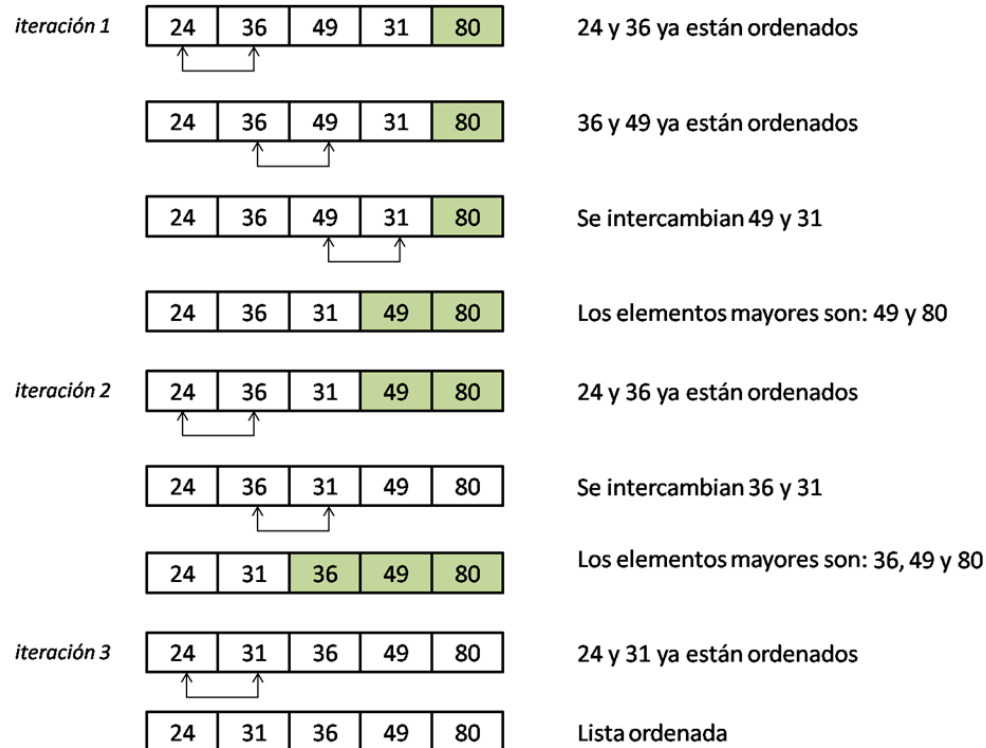 iteración 1 24 36 49 31 80 24 y 36 ya están ordenados
24 36 49 31 80 36 y 49 ya están ordenados
24 36 49 31 80 Se intercambian 49 y 31
24 36 31 49 80 Los elementos mayores son: 49 y 80
iteración 2 24 36 31 49 80 24 y 36 ya están ordenados
24 36 31 49 80 Se intercambian 36 y 31
24 31 36 49 80 Los elementos mayores son: 36, 49 y 80
iteración 3 24 31 36 49 80 24 y 31 ya están ordenados
24 31 36 49 80 Lista ordenada